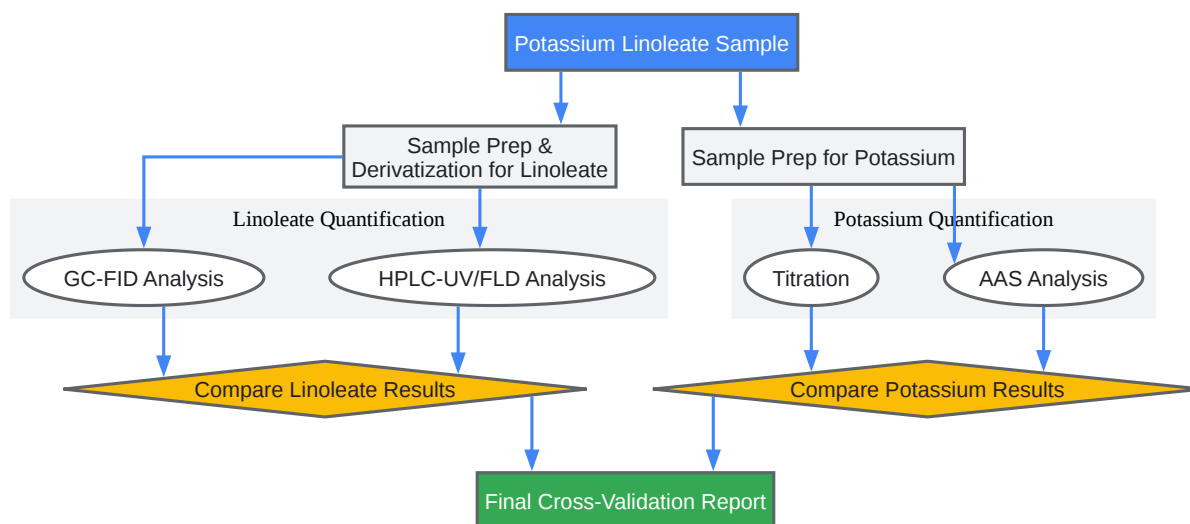 Potassium Linoleate Sample
Sample Prep &
Derivatization for Linoleate
Sample Prep for Potassium
Linoleate Quantification
Potassium Quantification
GC-FID Analysis
HPLC-UV/FLD Analysis
Titration
AAS Analysis
Compare Linoleate Results
Compare Potassium Results
Final Cross-Validation Report